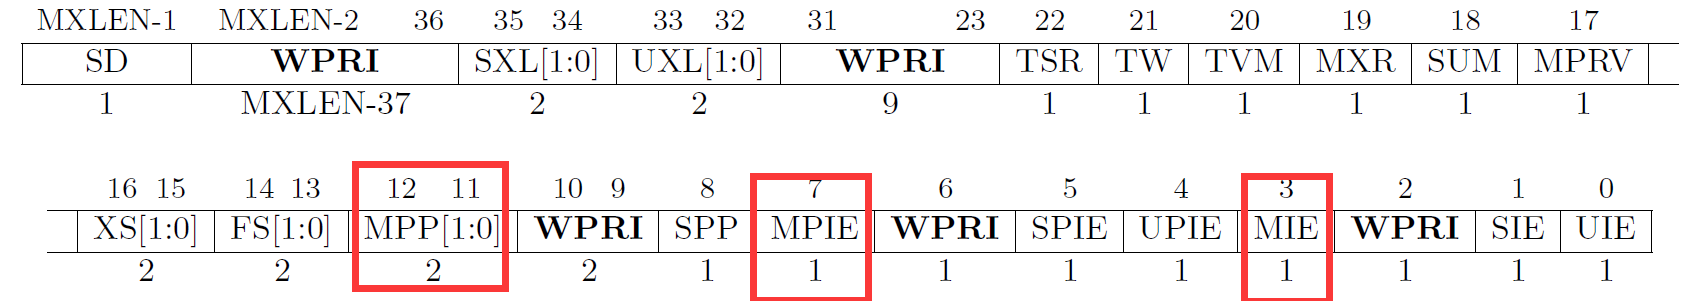 MXLEN-1 MXLEN-2 36 35 34 33 32 31 23 22 21 20 19 18 17
SD WPRI SXL[1:0] UXL[1:0] WPRI TSR TW TVM MXR SUM MPRV
1 MXLEN-37 2 2 9 1 1 1 1 1 1
16 15 14 13 12 11 10 9 8 7 6 5 4 3 2 1 0
XS[1:0] FS[1:0] MPP[1:0] WPRI SPP MPIE WPRI SPIE UPIE MIE WPRI SIE UIE
2 2 2 2 1 1 1 1 1 1 1 1 1